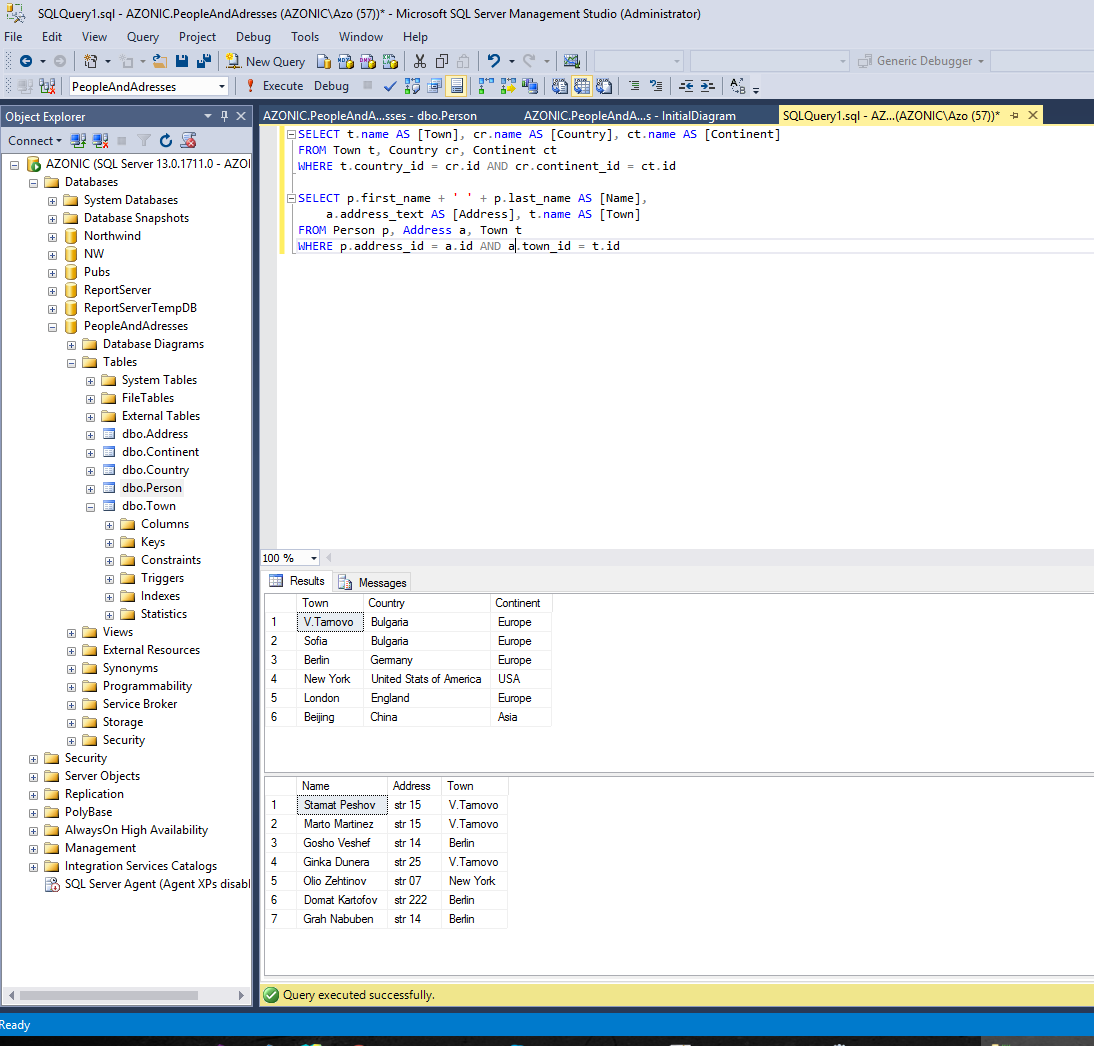 SQLQuery1.sql - AZONIC.PeopleAndAdresses (AZONIC\Azo (57))* - Microsoft SQL Server Management Studio (Administrator)
File Edit View Query Project Debug Tools Window Help
New Query Generic Debugger
PeopleAndAdresses Execute Debug
Object Explorer
Connect
AZONIC (SQL Server 13.0.1711.0 - AZO
Databases
System Databases
Database Snapshots
Northwind
NW
Pubs
ReportServer
ReportServerTempDB
PeopleAndAdresses
Database Diagrams
Tables
System Tables
FileTables
External Tables
dbo.Address
dbo.Continent
dbo.Country
dbo.Person
dbo.Town
Columns
Keys
Constraints
Triggers
Indexes
Statistics
Views
External Resources
Synonyms
Programmability
Service Broker
Storage
Security
Security
Server Objects
Replication
PolyBase
AlwaysOn High Availability
Management
Integration Services Catalogs
SQL Server Agent (Agent XPs disabl
AZONIC.PeopleAndA...sses - dbo.Person AZONIC.PeopleAndA...s - InitialDiagram SQLQuery1.sql - AZ...(AZONIC\Azo (57))*
SELECT t.name AS [Town], cr.name AS [Country], ct.name AS [Continent]
FROM Town t, Country cr, Continent ct
WHERE t.country_id = cr.id AND cr.continent_id = ct.id
SELECT p.first_name + ' ' + p.last_name AS [Name],
a.address_text AS [Address], t.name AS [Town]
FROM Person p, Address a, Town t
WHERE p.address_id = a.id AND a.town_id = t.id
100 %
Results Messages
Town Country Continent
1 V.Tarnovo Bulgaria Europe
2 Sofia Bulgaria Europe
3 Berlin Germany Europe
4 New York United Stats of America USA
5 London England Europe
6 Beijing China Asia
Name Address Town
1 Stamat Peshov str 15 V.Tarnovo
2 Marto Martinez str 15 V.Tarnovo
3 Gosho Veshef str 14 Berlin
4 Ginka Dunera str 25 V.Tarnovo
5 Olio Zehtinov str 07 New York
6 Domat Kartofov str 222 Berlin
7 Grah Nabuben str 14 Berlin
Query executed successfully.
Ready